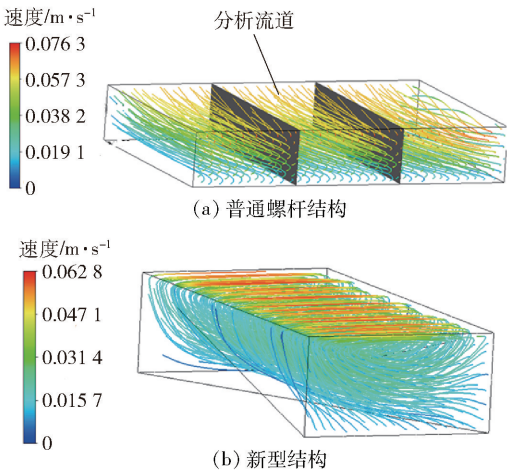 速度/m·s⁻¹
分析流道
0.076 3
0.057 3
0.038 2
0.019 1
0
(a) 普通螺杆结构
速度/m·s⁻¹
0.062 8
0.047 1
0.031 4
0.015 7
0
(b) 新型结构